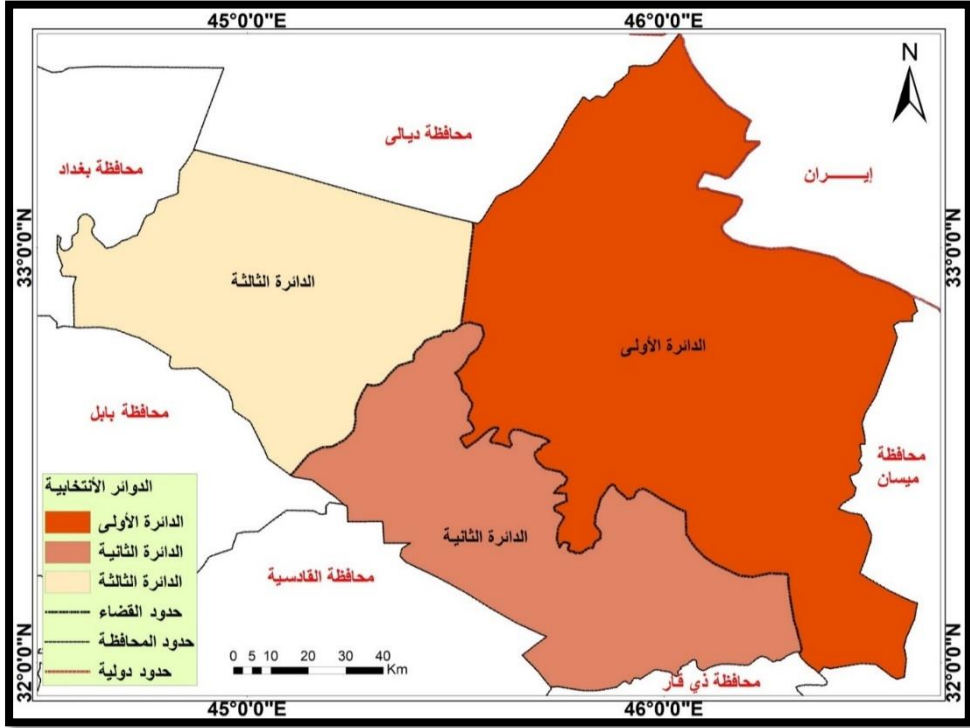 45°0'0"E
46°0'0"E
N
محافظة ديالى
محافظة بغداد
إيـــــران
33°0'0"N
33°0'0"N
الدائرة الثالثة
الدائرة الأولى
محافظة بابل
محافظة
ميسان
الدوائر الأنتخابية
الدائرة الأولى
الدائرة الثانية
الدائرة الثالثة
حدود القضاء
حدود المحافظة
حدود دولية
الدائرة الثانية
محافظة القادسية
0 5 10 20 30 40
Km
محافظة ذي قار
32°0'0"N
32°0'0"N
45°0'0"E
46°0'0"E